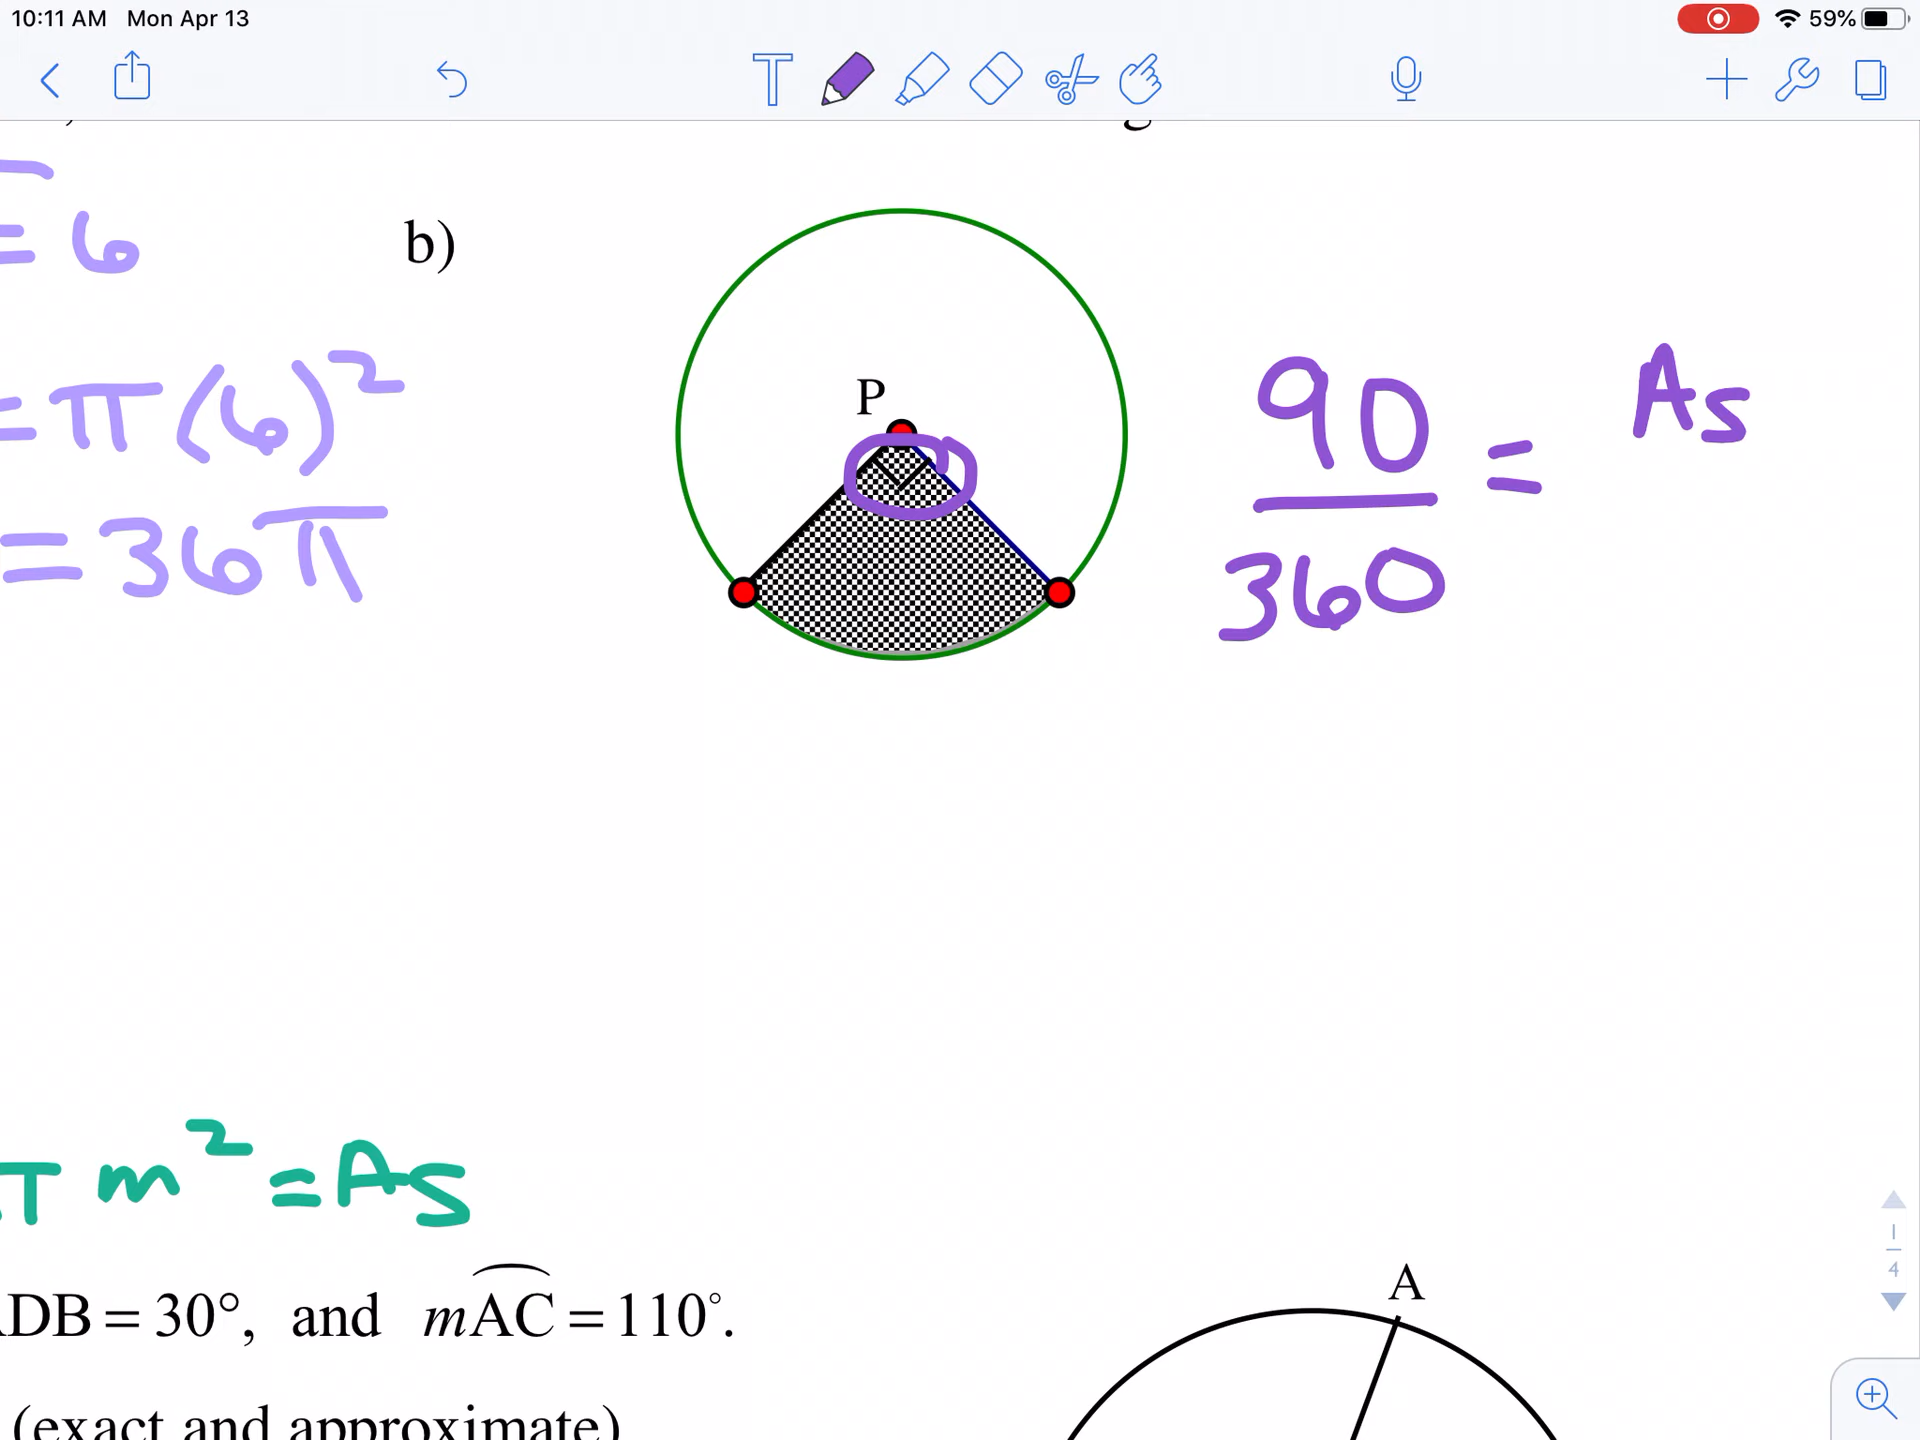 10:11 AM Mon Apr 13
59%
T
= 6
b)
= π(6)²
= 36π
P
90/360 = As
m² = As
DB = 30°, and mAC = 110°.
A
(exact and approximate)
1
4